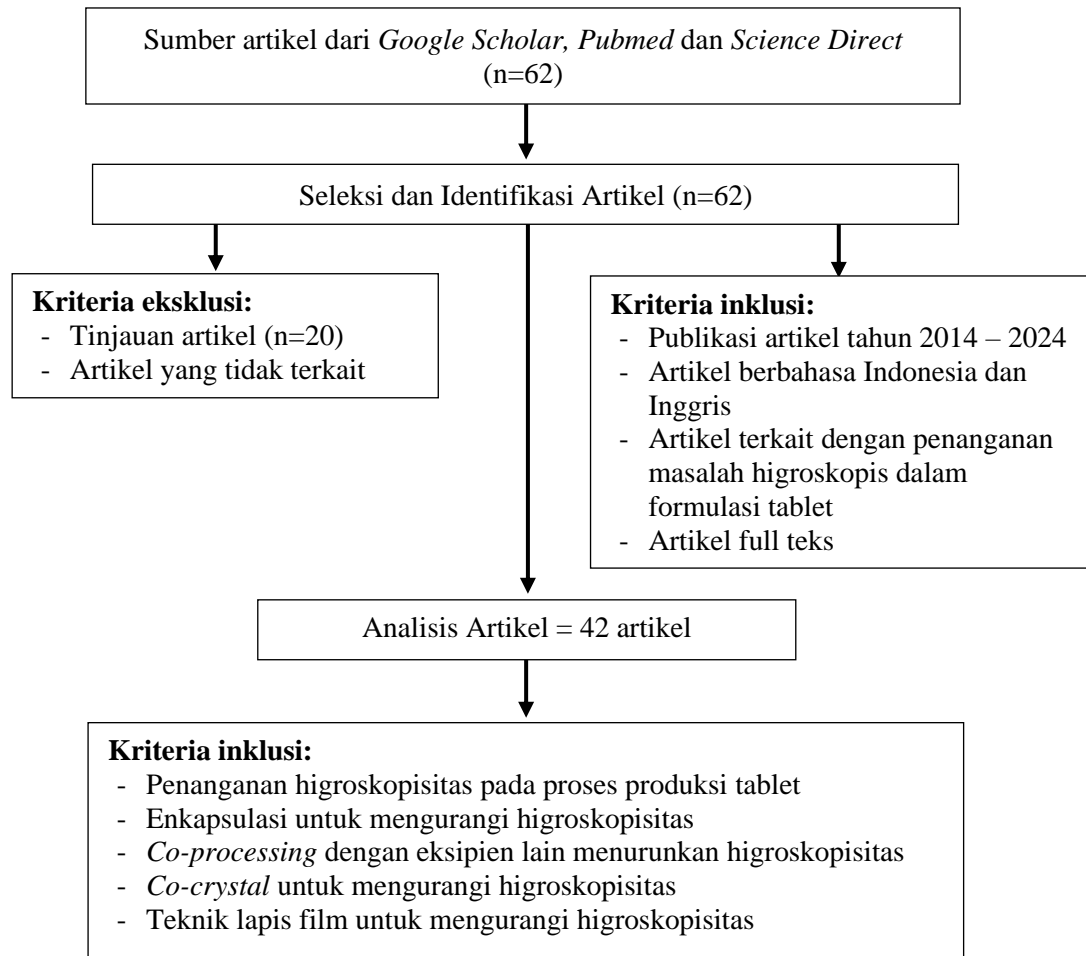 Sumber artikel dari Google Scholar, Pubmed dan Science Direct
(n=62)
Seleksi dan Identifikasi Artikel (n=62)
Kriteria eksklusi:
- Tinjauan artikel (n=20)
- Artikel yang tidak terkait
Kriteria inklusi:
- Publikasi artikel tahun 2014 – 2024
- Artikel berbahasa Indonesia dan
Inggris
- Artikel terkait dengan penanganan
masalah higroskopis dalam
formulasi tablet
- Artikel full teks
Analisis Artikel = 42 artikel
Kriteria inklusi:
- Penanganan higroskopisitas pada proses produksi tablet
- Enkapsulasi untuk mengurangi higroskopisitas
- Co-processing dengan eksipien lain menurunkan higroskopisitas
- Co-crystal untuk mengurangi higroskopisitas
- Teknik lapis film untuk mengurangi higroskopisitas